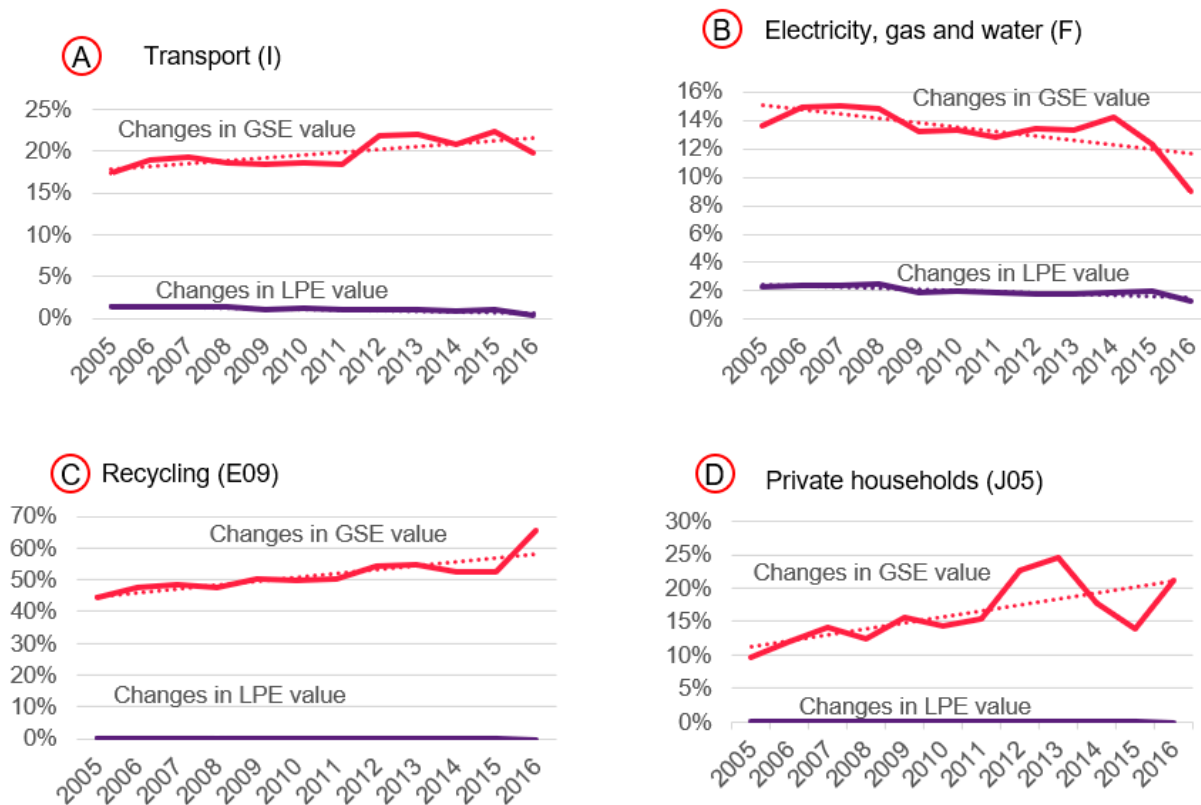 A Transport (I)
25%
20%
15%
10%
5%
0%
Changes in GSE value
Changes in LPE value
2005 2006 2007 2008 2009 2010 2011 2012 2013 2014 2015 2016
B Electricity, gas and water (F)
16%
14%
12%
10%
8%
6%
4%
2%
0%
Changes in GSE value
Changes in LPE value
2005 2006 2007 2008 2009 2010 2011 2012 2013 2014 2015 2016
C Recycling (E09)
70%
60%
50%
40%
30%
20%
10%
0%
Changes in GSE value
Changes in LPE value
2005 2006 2007 2008 2009 2010 2011 2012 2013 2014 2015 2016
D Private households (J05)
30%
25%
20%
15%
10%
5%
0%
Changes in GSE value
Changes in LPE value
2005 2006 2007 2008 2009 2010 2011 2012 2013 2014 2015 2016